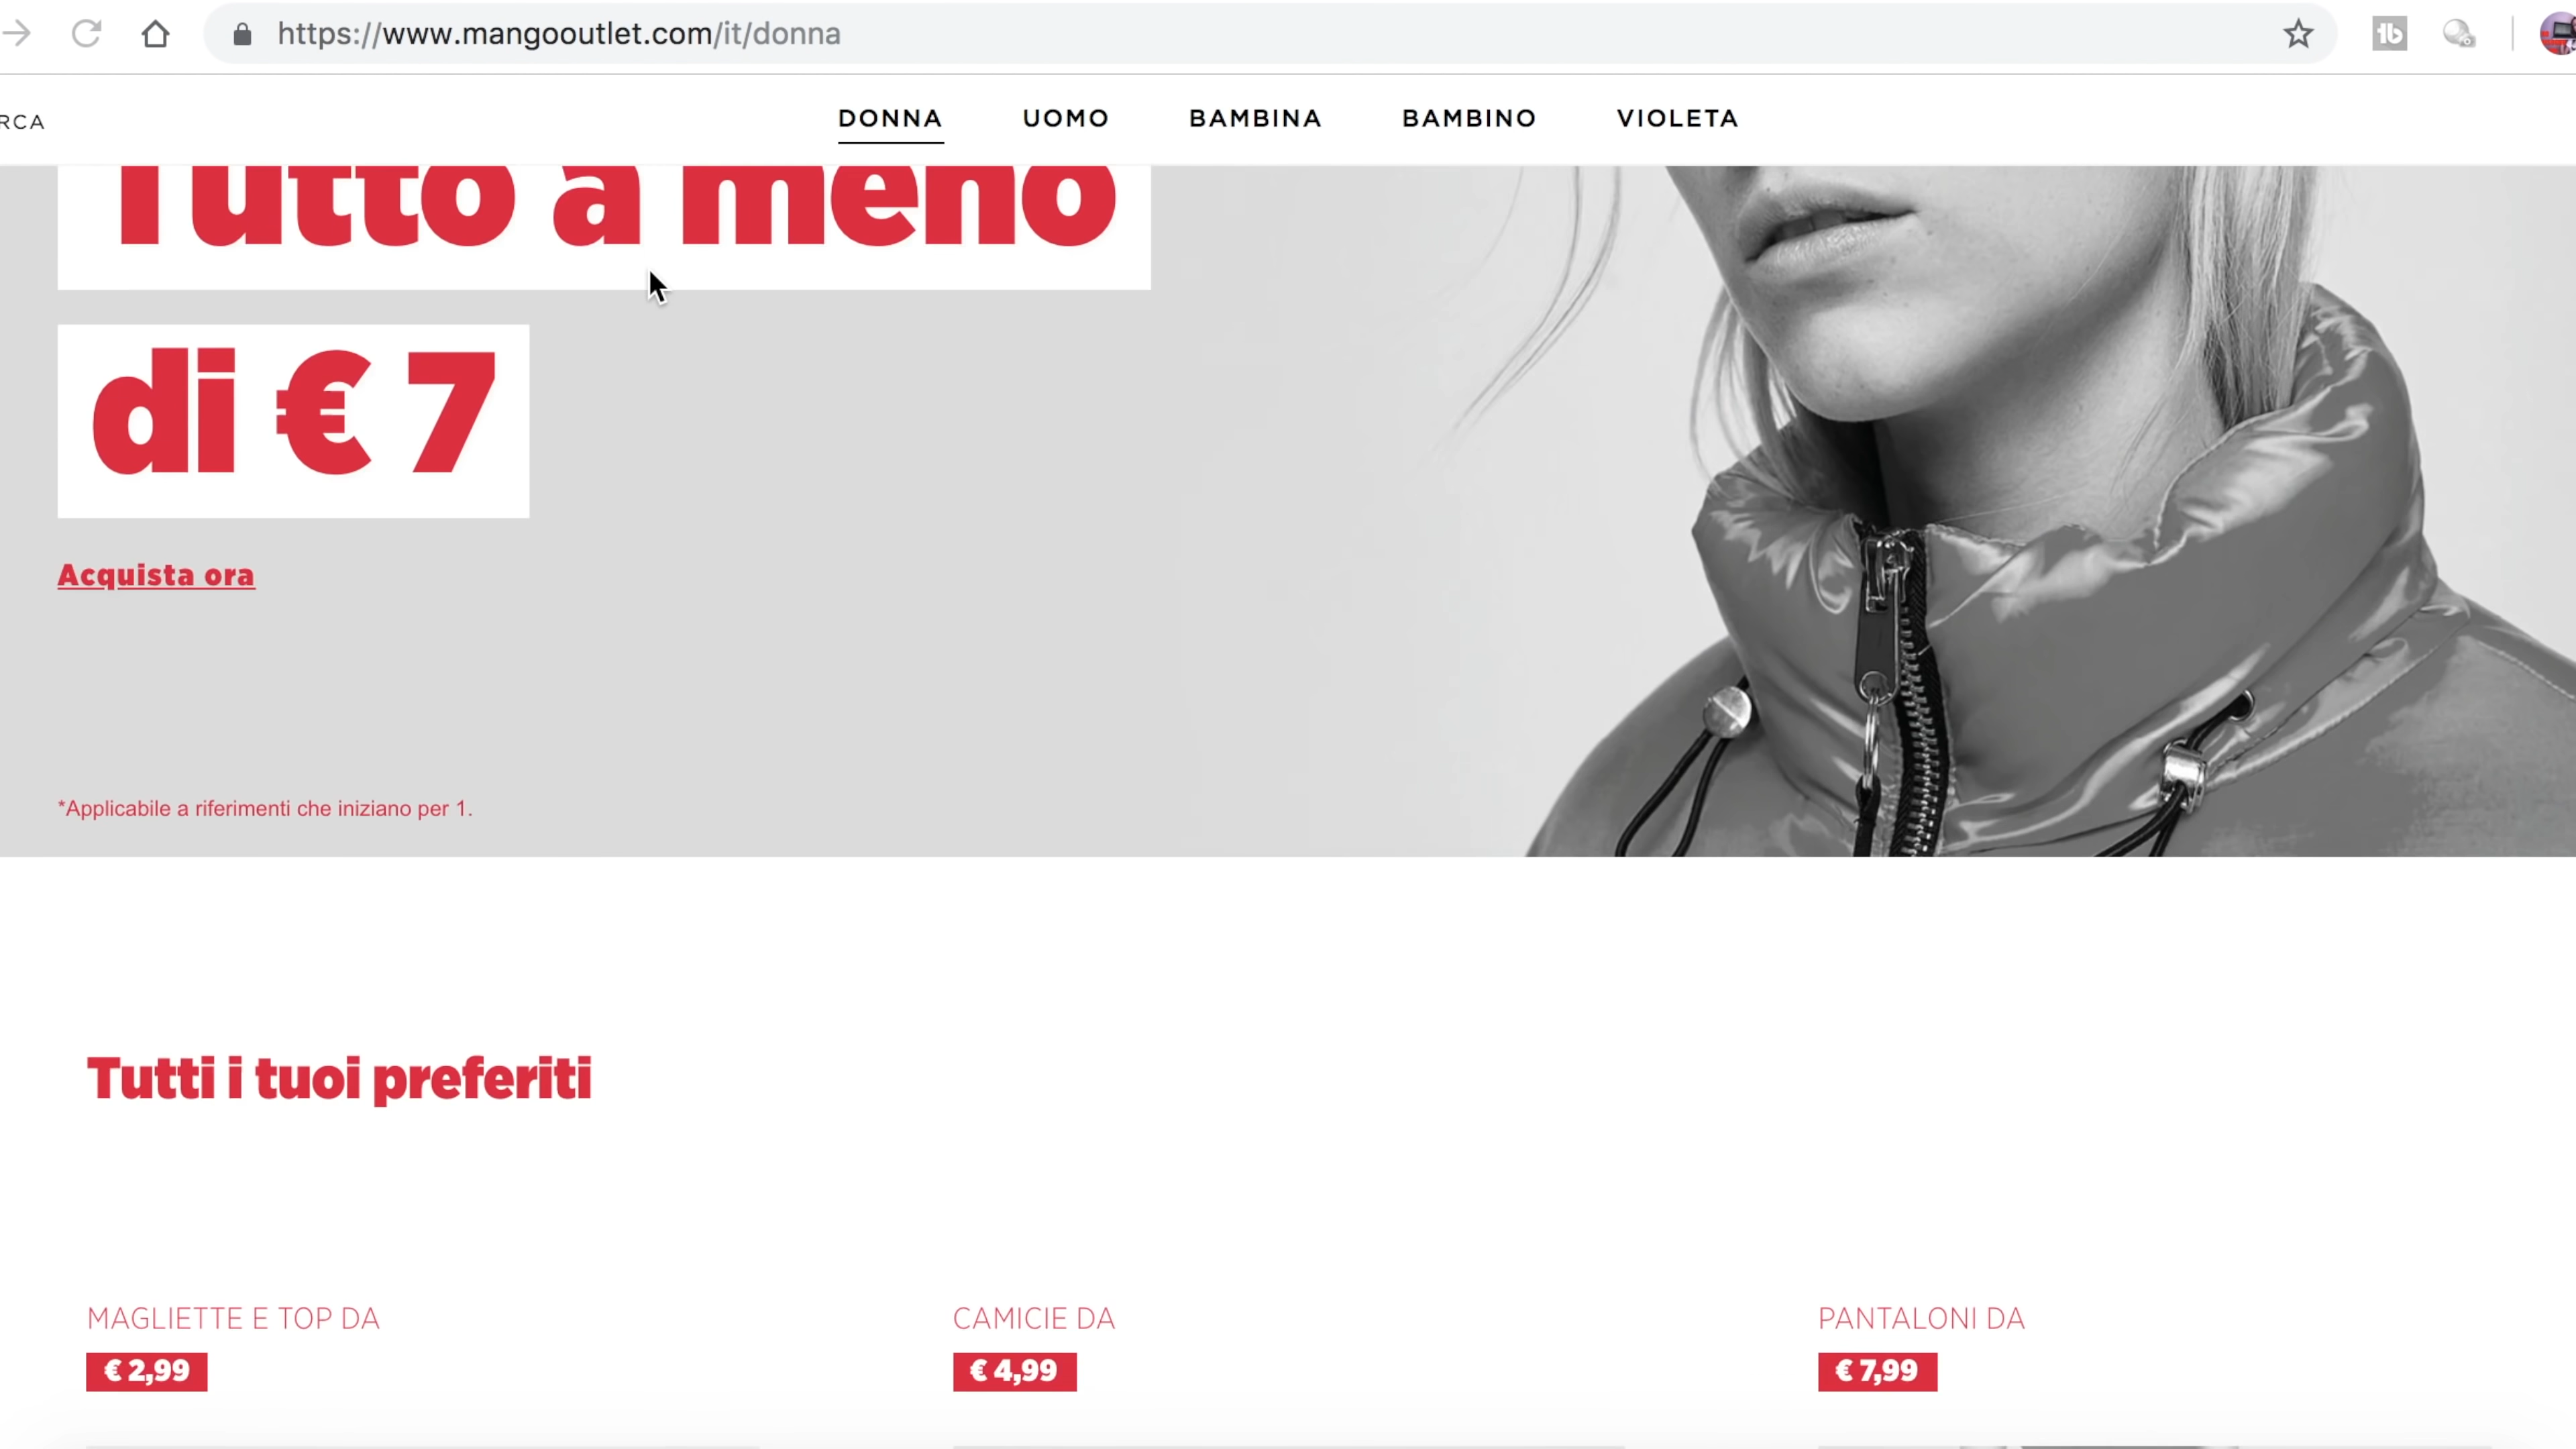 https://www.mangooutlet.com/it/donna
RCA
DONNA UOMO BAMBINA BAMBINO VIOLETA
Tutto a meno
di € 7
Acquista ora
*Applicabile a riferimenti che iniziano per 1.
Tutti i tuoi preferiti
MAGLIETTE E TOP DA
€ 2,99
CAMICIE DA
€ 4,99
PANTALONI DA
€ 7,99